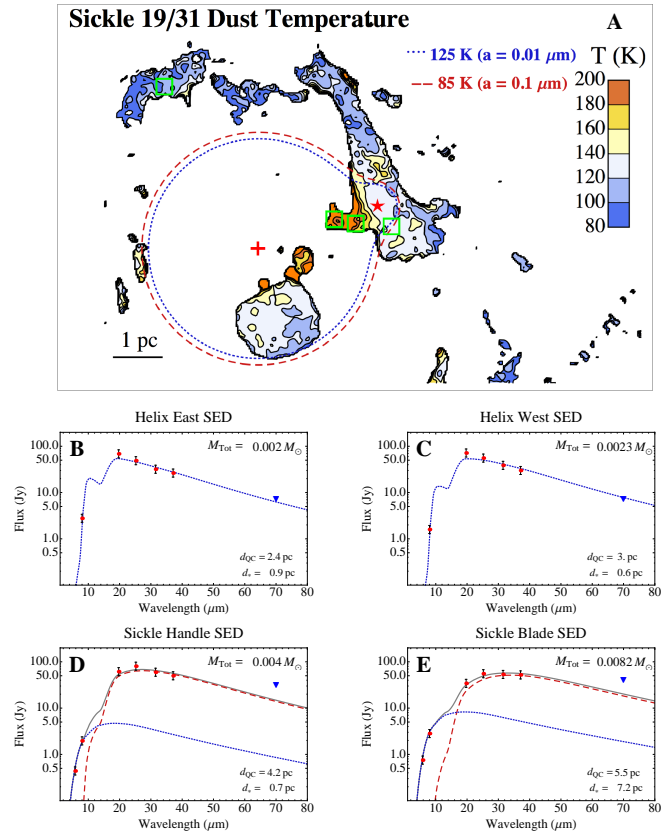 Sickle 19/31 Dust Temperature
A
125 K (a = 0.01 μm)
85 K (a = 0.1 μm)
T (K)
200
180
160
140
120
100
80
1 pc
Helix East SED
B
M_Tot = 0.002 M_⊙
Flux (Jy)
100.0
50.0
10.0
5.0
1.0
0.5
d_QC = 2.4 pc
d_* = 0.9 pc
10 20 30 40 50 60 70 80
Wavelength (μm)
Helix West SED
C
M_Tot = 0.0023 M_⊙
Flux (Jy)
100.0
50.0
10.0
5.0
1.0
0.5
d_QC = 3. pc
d_* = 0.6 pc
10 20 30 40 50 60 70 80
Wavelength (μm)
Sickle Handle SED
D
M_Tot = 0.004 M_⊙
Flux (Jy)
100.0
50.0
10.0
5.0
1.0
0.5
d_QC = 4.2 pc
d_* = 0.7 pc
10 20 30 40 50 60 70 80
Wavelength (μm)
Sickle Blade SED
E
M_Tot = 0.0082 M_⊙
Flux (Jy)
100.0
50.0
10.0
5.0
1.0
0.5
d_QC = 5.5 pc
d_* = 7.2 pc
10 20 30 40 50 60 70 80
Wavelength (μm)